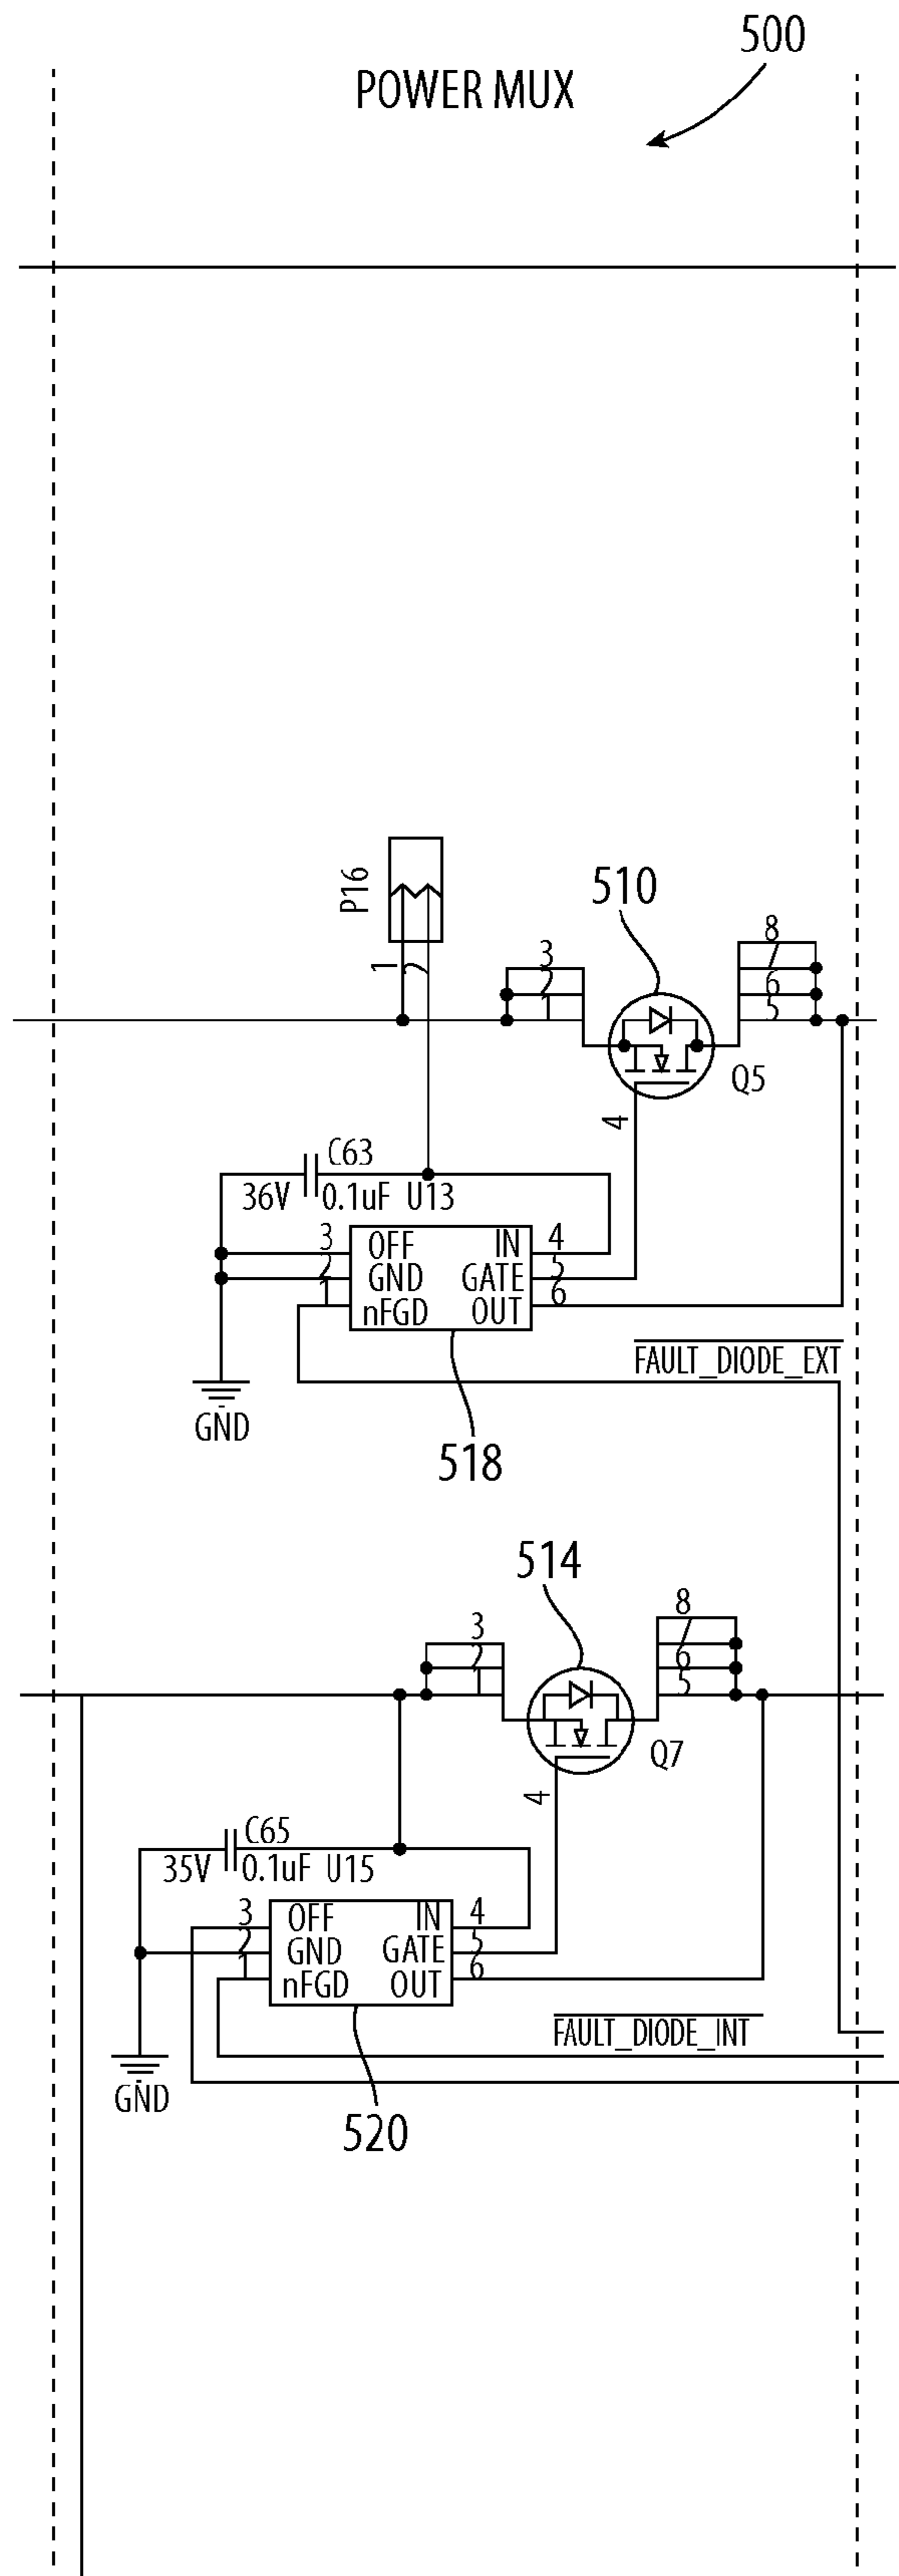 500
POWER MUX
P16
1
2
510
3
2
1
8
7
6
5
Q5
4
C63
36V 0.1uF U13
3 OFF IN 4
2 GND GATE 5
1 nFGD OUT 6
FAULT_DIODE_EXT
GND
518
514
3
2
1
8
7
6
5
Q7
4
C65
35V 0.1uF U15
3 OFF IN 4
2 GND GATE 5
1 nFGD OUT 6
FAULT_DIODE_INT
GND
520